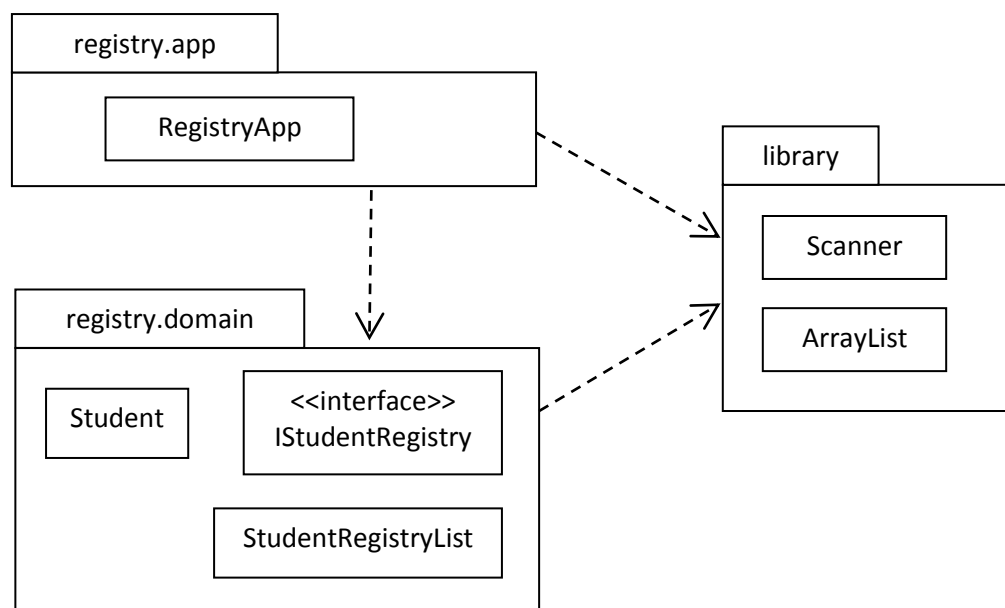 registry.app
RegistryApp
library
Scanner
ArrayList
registry.domain
Student
<<interface>>
IStudentRegistry
StudentRegistryList